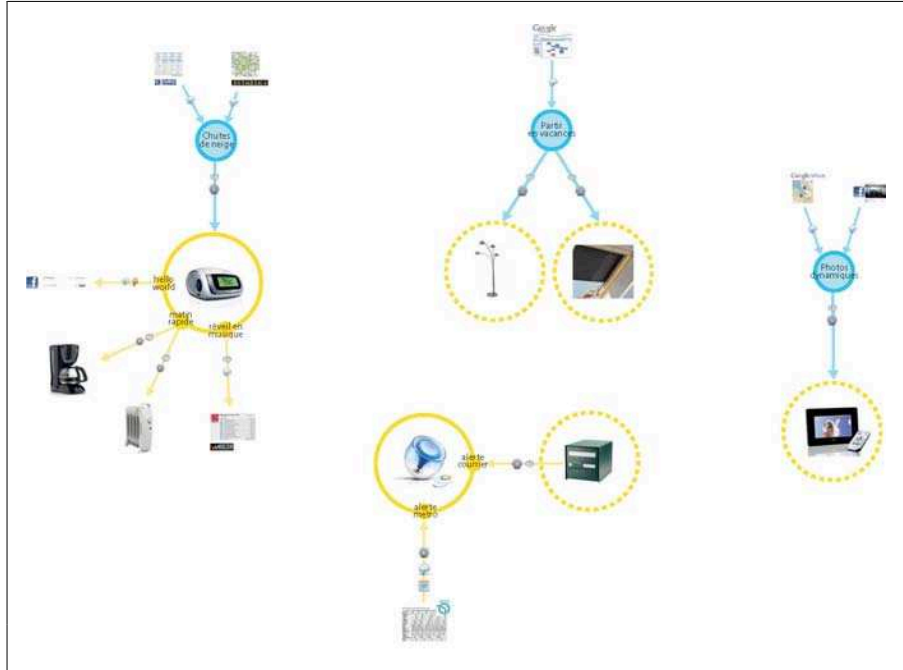 Google
Chutes
de neige
Partir
en vacances
Photos
dynamiques
hello
world
matin
rapide
réveil en
musique
alerte
courrier
alerte
métro